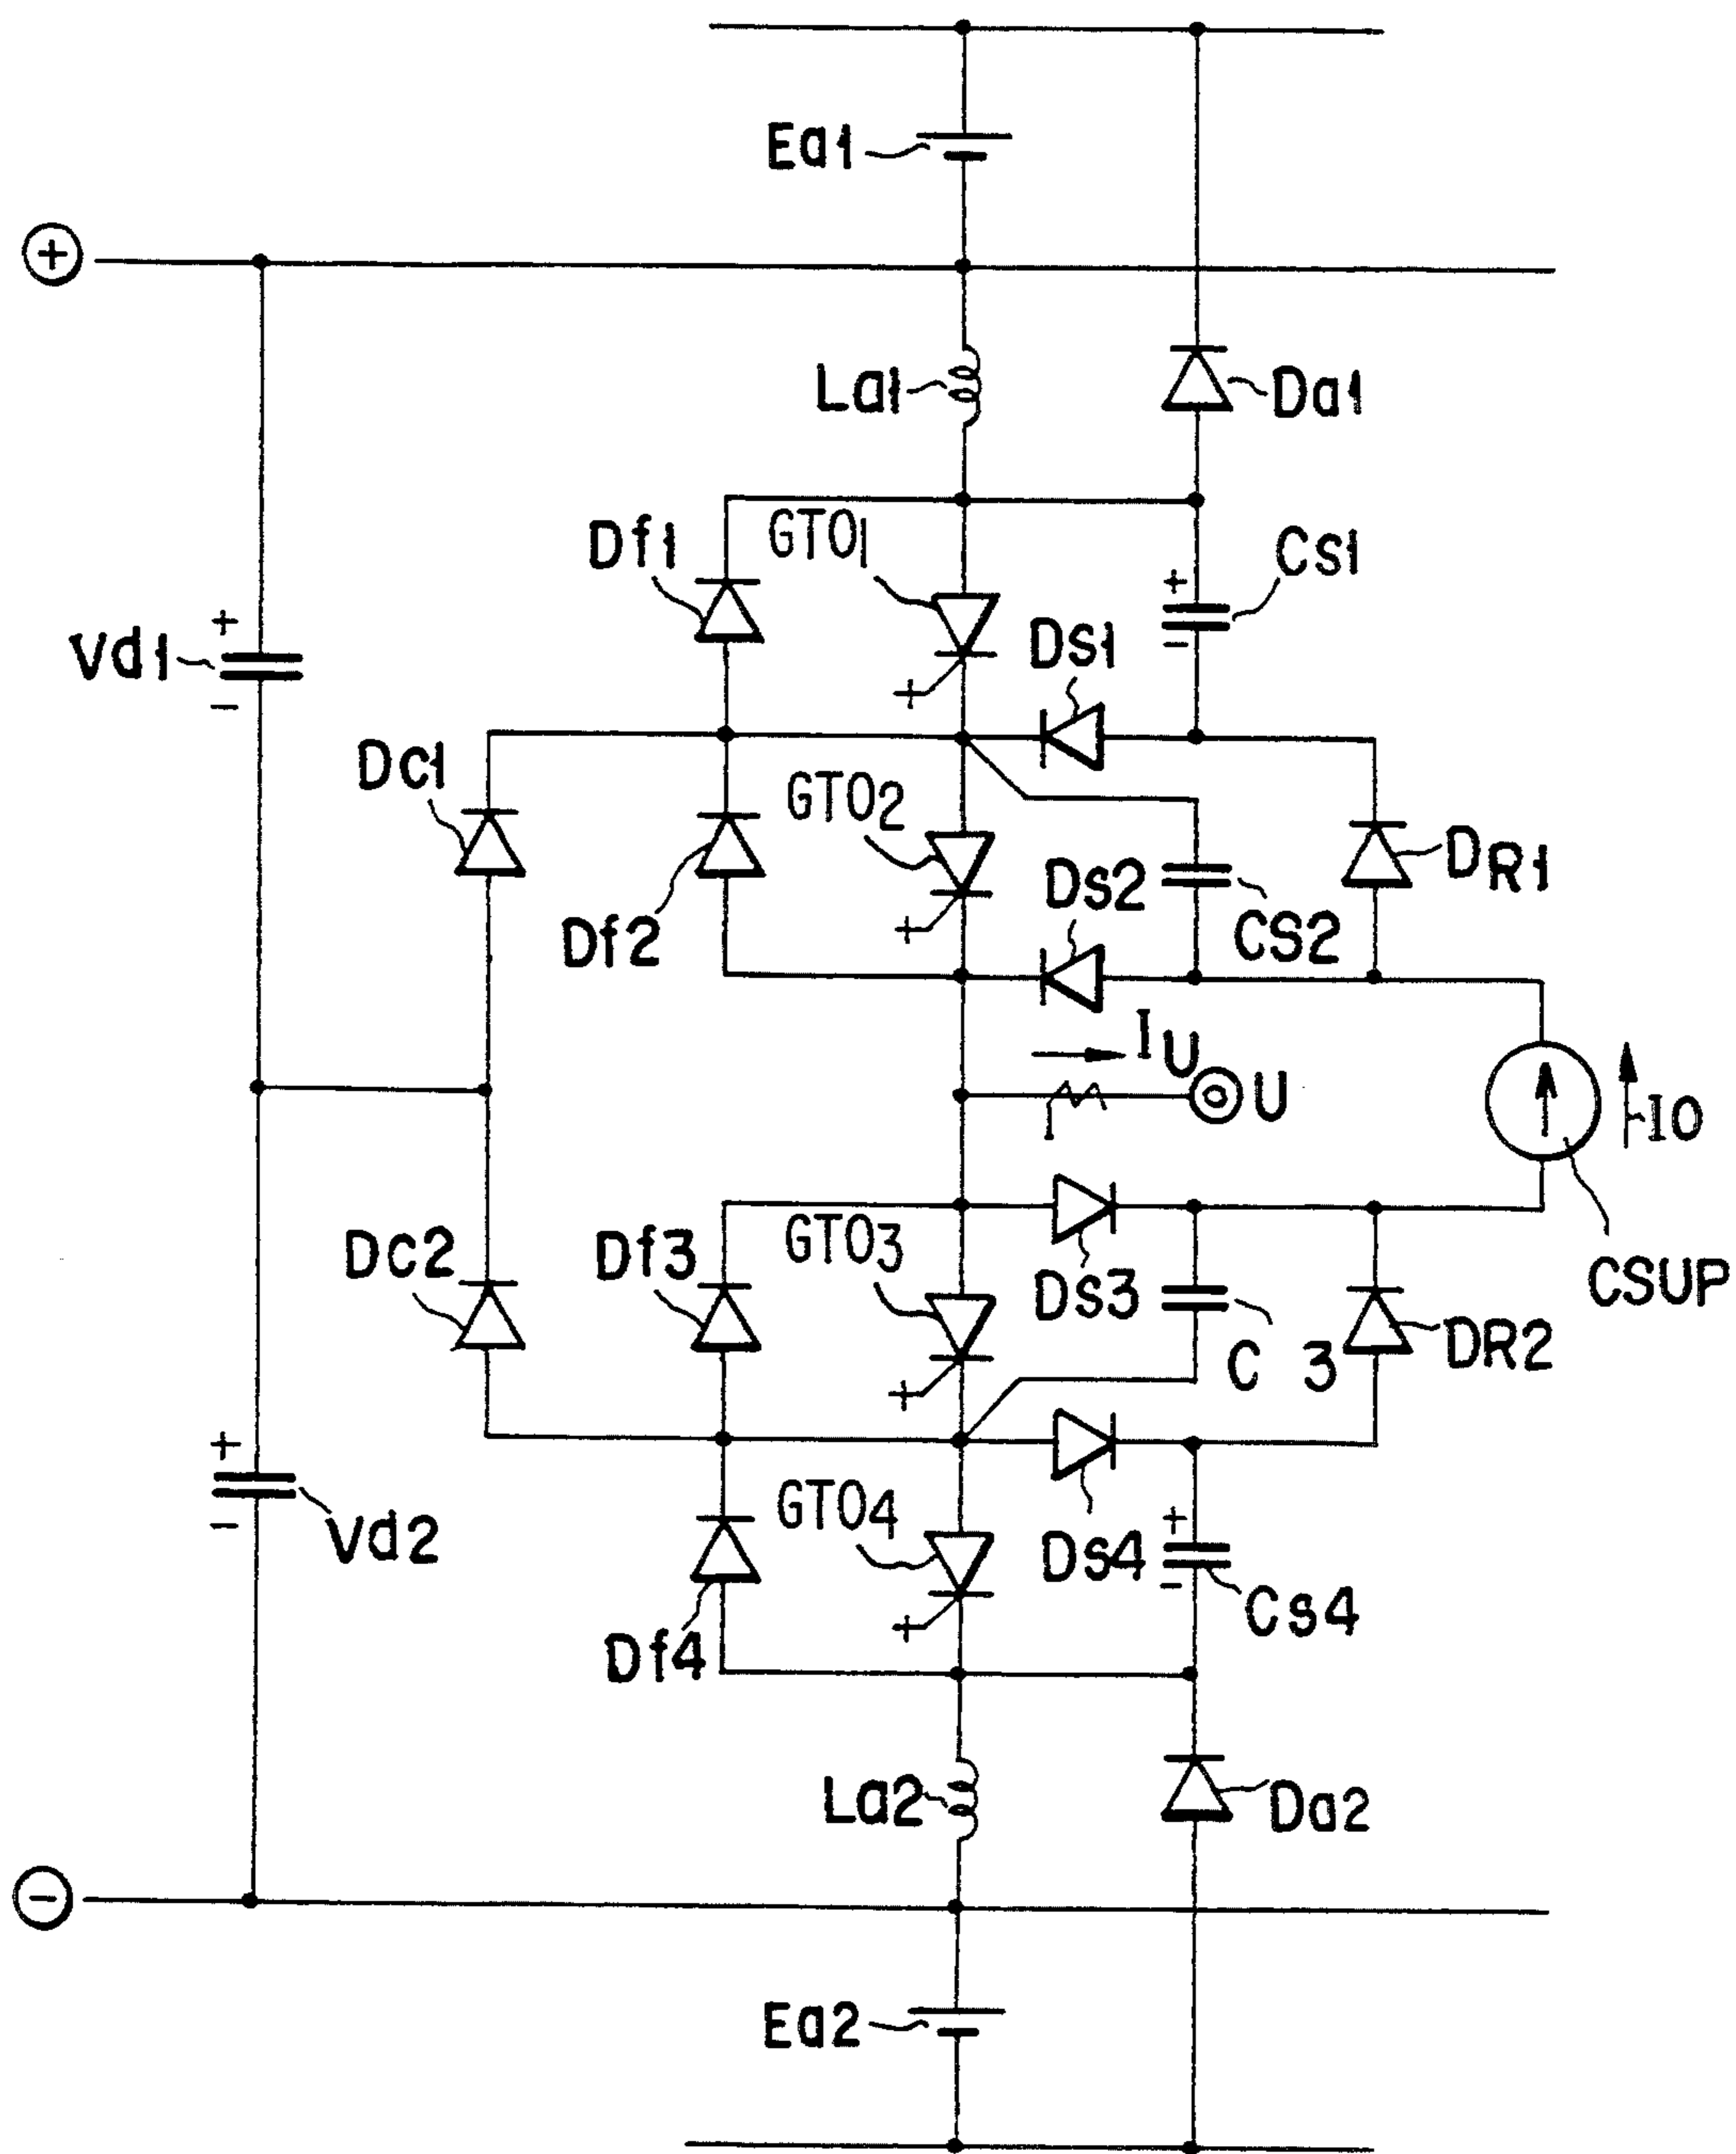 Ea1
+
La1
Da1
Df1
GTO1
Cs1
+
-
Ds1
+
Vd1
-
Dc1
GTO2
DR1
Ds2
Df2
CS2
IU
U
IO
CSUP
Dc2
Df3
GTO3
Ds3
C 3
DR2
+
Vd2
-
GTO4
Ds4
+
-
Cs4
Df4
La2
Da2
-
Ea2